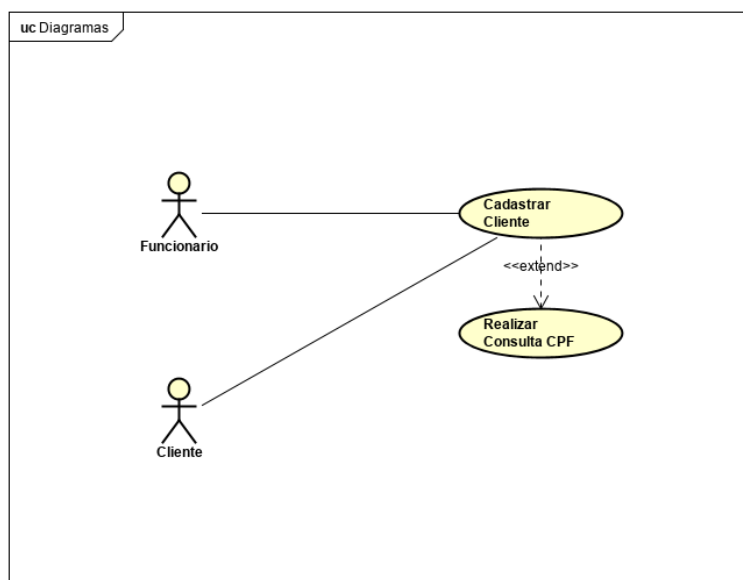 uc Diagramas
Funcionario
Cadastrar
Cliente
<<extend>>
Realizar
Consulta CPF
Cliente